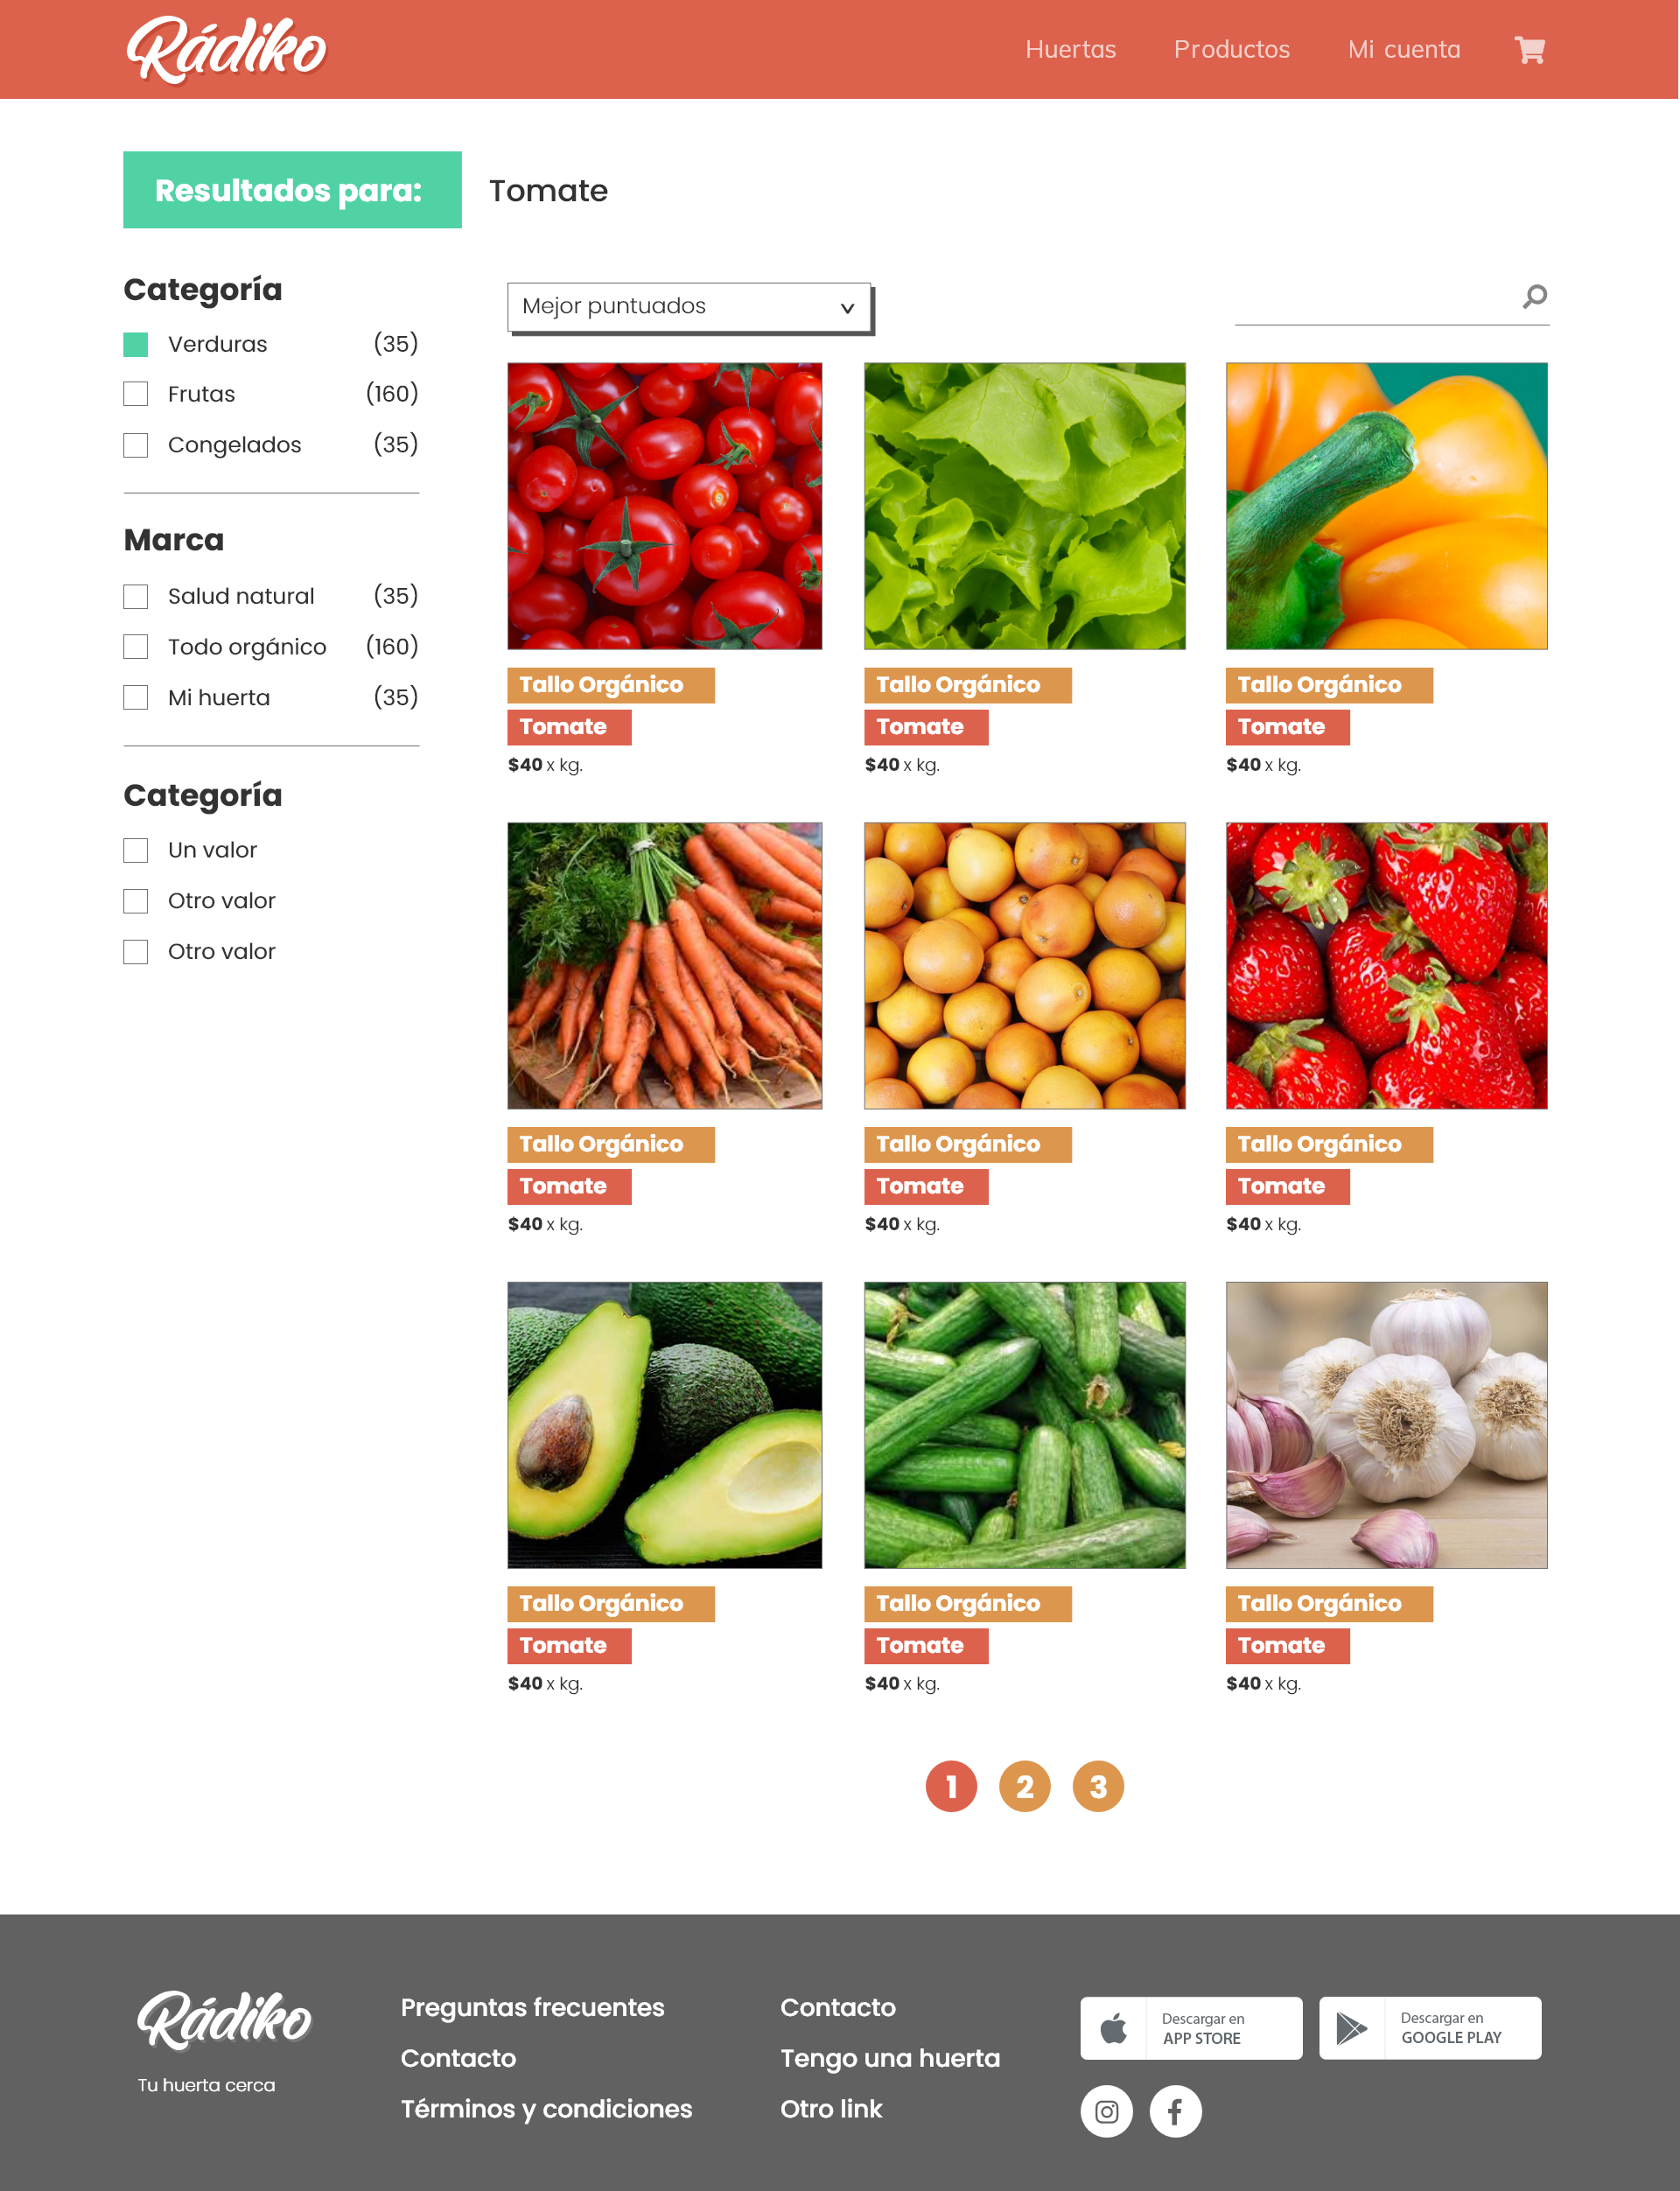 Rádiko
Huertas Productos Mi cuenta
Resultados para: Tomate
Categoría
Verduras (35)
Frutas (160)
Congelados (35)
Marca
Salud natural (35)
Todo orgánico (160)
Mi huerta (35)
Categoría
Un valor
Otro valor
Otro valor
Mejor puntuados
Tallo Orgánico
Tomate
$40 x kg.
Tallo Orgánico
Tomate
$40 x kg.
Tallo Orgánico
Tomate
$40 x kg.
Tallo Orgánico
Tomate
$40 x kg.
Tallo Orgánico
Tomate
$40 x kg.
Tallo Orgánico
Tomate
$40 x kg.
Tallo Orgánico
Tomate
$40 x kg.
Tallo Orgánico
Tomate
$40 x kg.
Tallo Orgánico
Tomate
$40 x kg.
1 2 3
Rádiko
Tu huerta cerca
Preguntas frecuentes
Contacto
Términos y condiciones
Contacto
Tengo una huerta
Otro link
Descargar en
APP STORE
Descargar en
GOOGLE PLAY